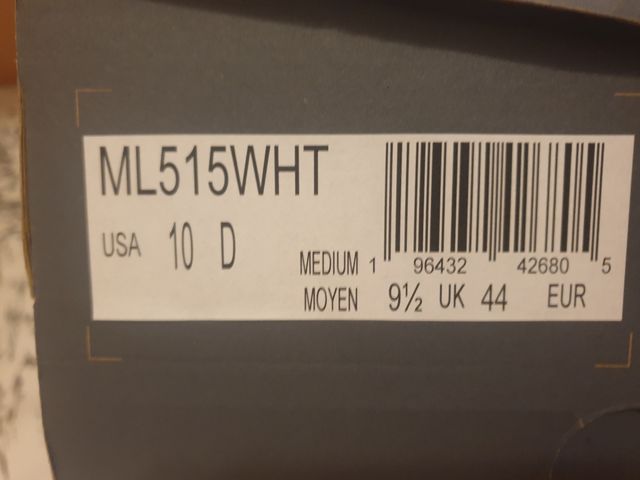 ML515WHT
USA 10 D
MEDIUM 1 96432 42680 5
MOYEN 9½ UK 44 EUR